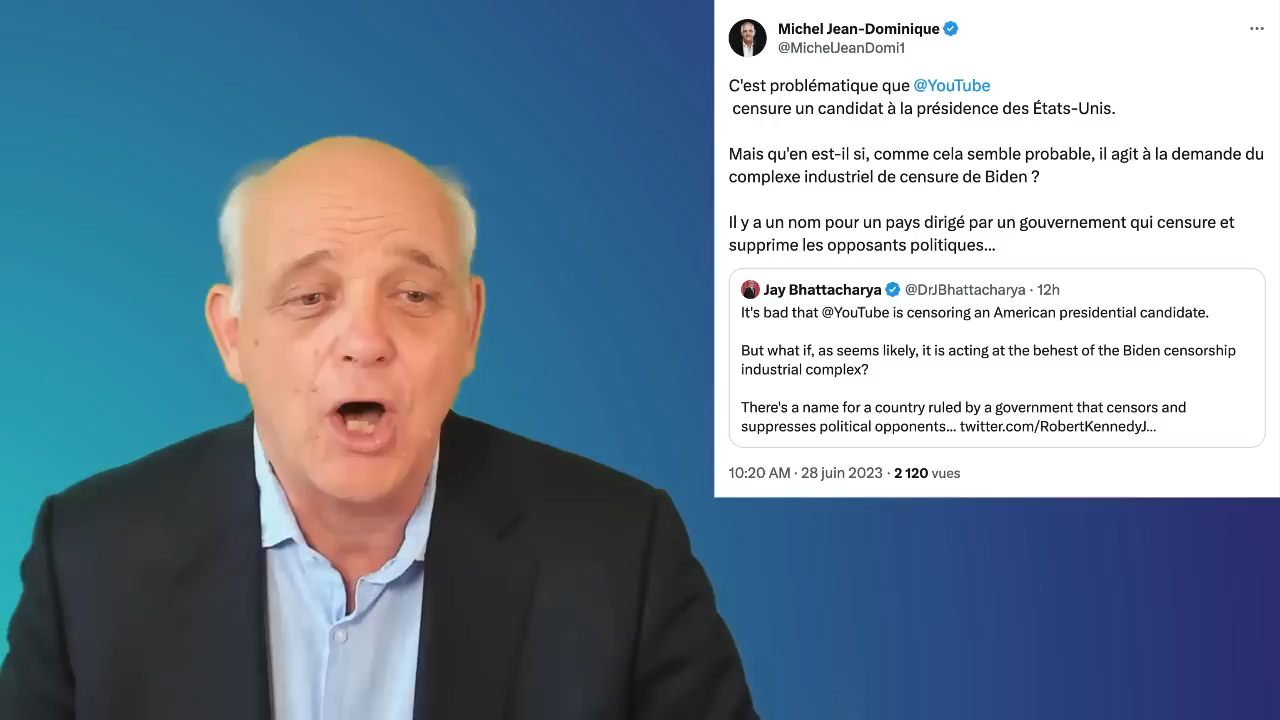 Michel Jean-Dominique
@MichelJeanDomi1
C'est problématique que @YouTube
censure un candidat à la présidence des États-Unis.
Mais qu'en est-il si, comme cela semble probable, il agit à la demande du
complexe industriel de censure de Biden ?
Il y a un nom pour un pays dirigé par un gouvernement qui censure et
supprime les opposants politiques...
Jay Bhattacharya @DrJBhattacharya · 12h
It's bad that @YouTube is censoring an American presidential candidate.
But what if, as seems likely, it is acting at the behest of the Biden censorship
industrial complex?
There's a name for a country ruled by a government that censors and
suppresses political opponents... twitter.com/RobertKennedyJ...
10:20 AM · 28 juin 2023 · 2 120 vues